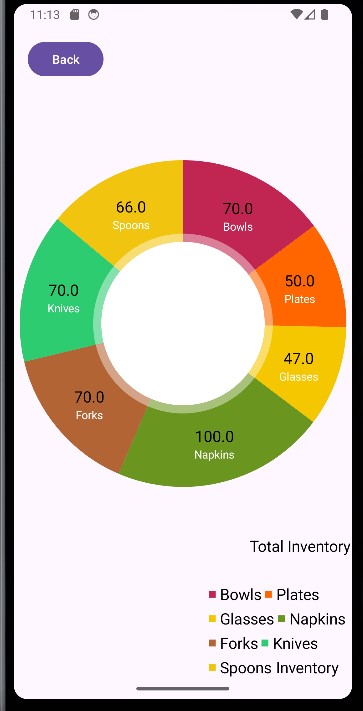 11:13
Back
66.0
Spoons
70.0
Bowls
50.0
Plates
70.0
Knives
47.0
Glasses
70.0
Forks
100.0
Napkins
Total Inventory
Bowls Plates
Glasses Napkins
Forks Knives
Spoons Inventory